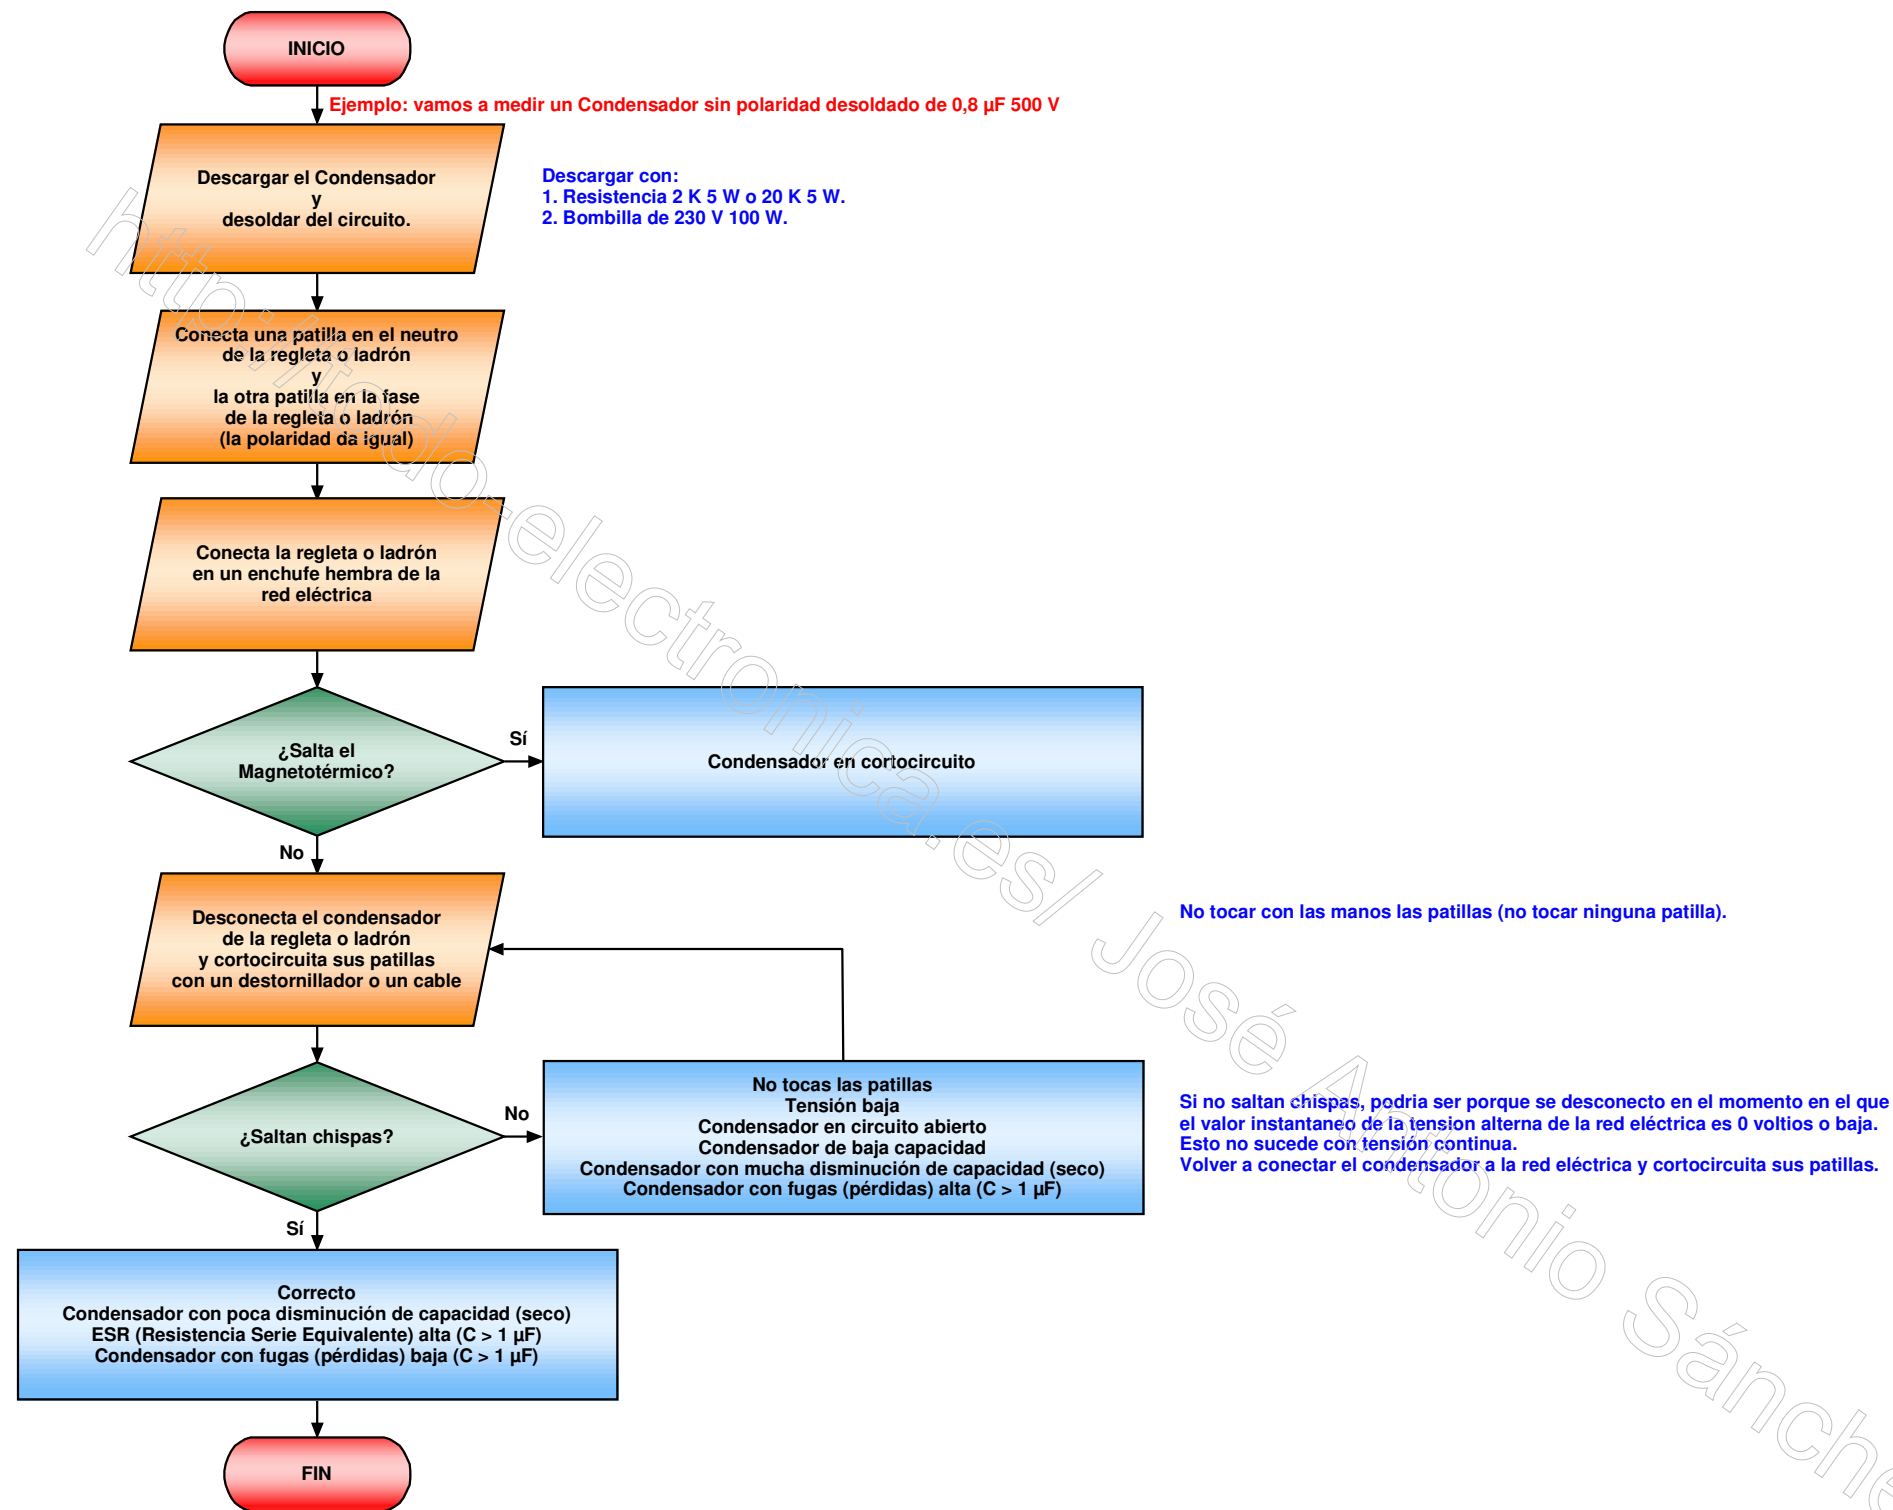 INICIO
Ejemplo: vamos a medir un Condensador sin polaridad desoldado de 0,8 µF 500 V
Descargar el Condensador
y
desoldar del circuito.
Descargar con:
1. Resistencia 2 K 5 W o 20 K 5 W.
2. Bombilla de 230 V 100 W.
Conecta una patilla en el neutro
de la regleta o ladrón
y
la otra patilla en la fase
de la regleta o ladrón
(la polaridad da igual)
Conecta la regleta o ladrón
en un enchufe hembra de la
red eléctrica
¿Salta el
Magnetotérmico?
Sí
Condensador en cortocircuito
No
Desconecta el condensador
de la regleta o ladrón
y cortocircuita sus patillas
con un destornillador o un cable
No tocar con las manos las patillas (no tocar ninguna patilla).
¿Saltan chispas?
No
No tocas las patillas
Tensión baja
Condensador en circuito abierto
Condensador de baja capacidad
Condensador con mucha disminución de capacidad (seco)
Condensador con fugas (pérdidas) alta (C > 1 µF)
Si no saltan chispas, podria ser porque se desconecto en el momento en el que
el valor instantaneo de la tension alterna de la red eléctrica es 0 voltios o baja.
Esto no sucede con tensión continua.
Volver a conectar el condensador a la red eléctrica y cortocircuita sus patillas.
Sí
Correcto
Condensador con poca disminución de capacidad (seco)
ESR (Resistencia Serie Equivalente) alta (C > 1 µF)
Condensador con fugas (pérdidas) baja (C > 1 µF)
FIN
http://todo-electronica.es/ José Antonio Sánche